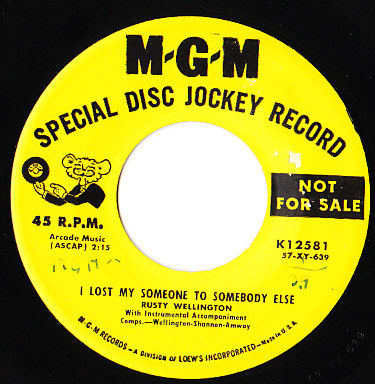 M-G-M
SPECIAL DISC JOCKEY RECORD
NOT
FOR SALE
45 R.P.M.
Arcade Music
(ASCAP) 2:15
K12581
57-XY-639
I LOST MY SOMEONE TO SOMEBODY ELSE
RUSTY WELLINGTON
With Instrumental Accompaniment
Comps.—Wellington-Shannon-Amway
M-G-M RECORDS—A DIVISION OF LOEW'S INCORPORATED—Made in U.S.A.